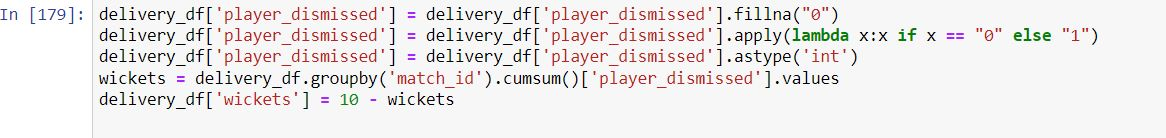 In [179]: delivery_df['player_dismissed'] = delivery_df['player_dismissed'].fillna("0")
delivery_df['player_dismissed'] = delivery_df['player_dismissed'].apply(lambda x:x if x == "0" else "1")
delivery_df['player_dismissed'] = delivery_df['player_dismissed'].astype('int')
wickets = delivery_df.groupby('match_id').cumsum()['player_dismissed'].values
delivery_df['wickets'] = 10 - wickets